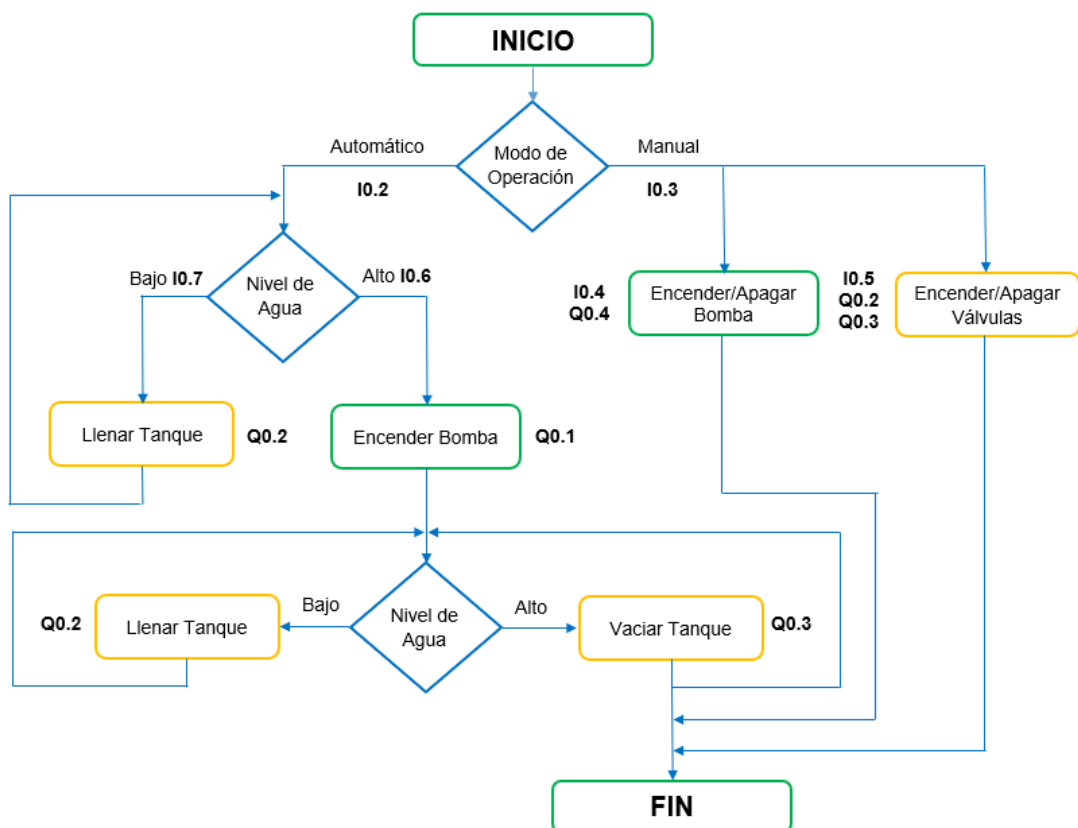 INICIO
Automático
Modo de
Operación
Manual
I0.2
I0.3
Bajo I0.7
Nivel de
Agua
Alto I0.6
I0.4
Q0.4
Encender/Apagar
Bomba
I0.5
Q0.2
Q0.3
Encender/Apagar
Válvulas
Llenar Tanque
Q0.2
Encender Bomba
Q0.1
Q0.2
Llenar Tanque
Bajo
Nivel de
Agua
Alto
Vaciar Tanque
Q0.3
FIN